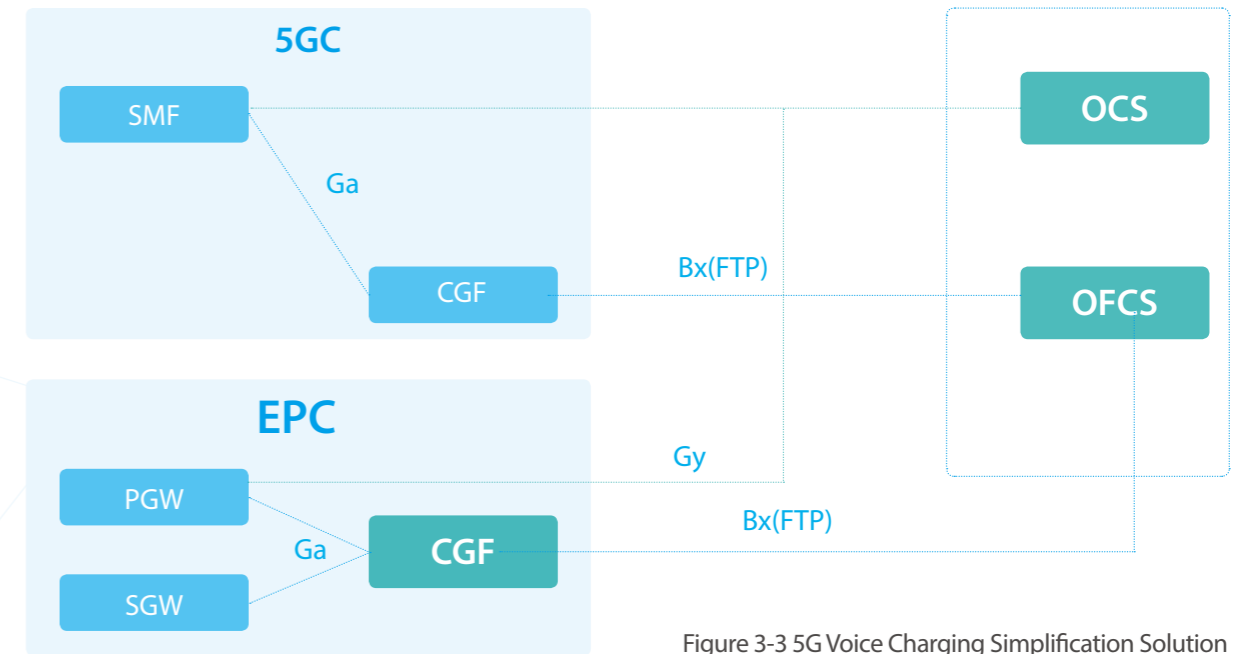 5GC
SMF
OCS
Ga
Bx(FTP)
CGF
OFCS
EPC
Gy
PGW
Bx(FTP)
Ga
CGF
SGW
Figure 3-3 5G Voice Charging Simplification Solution